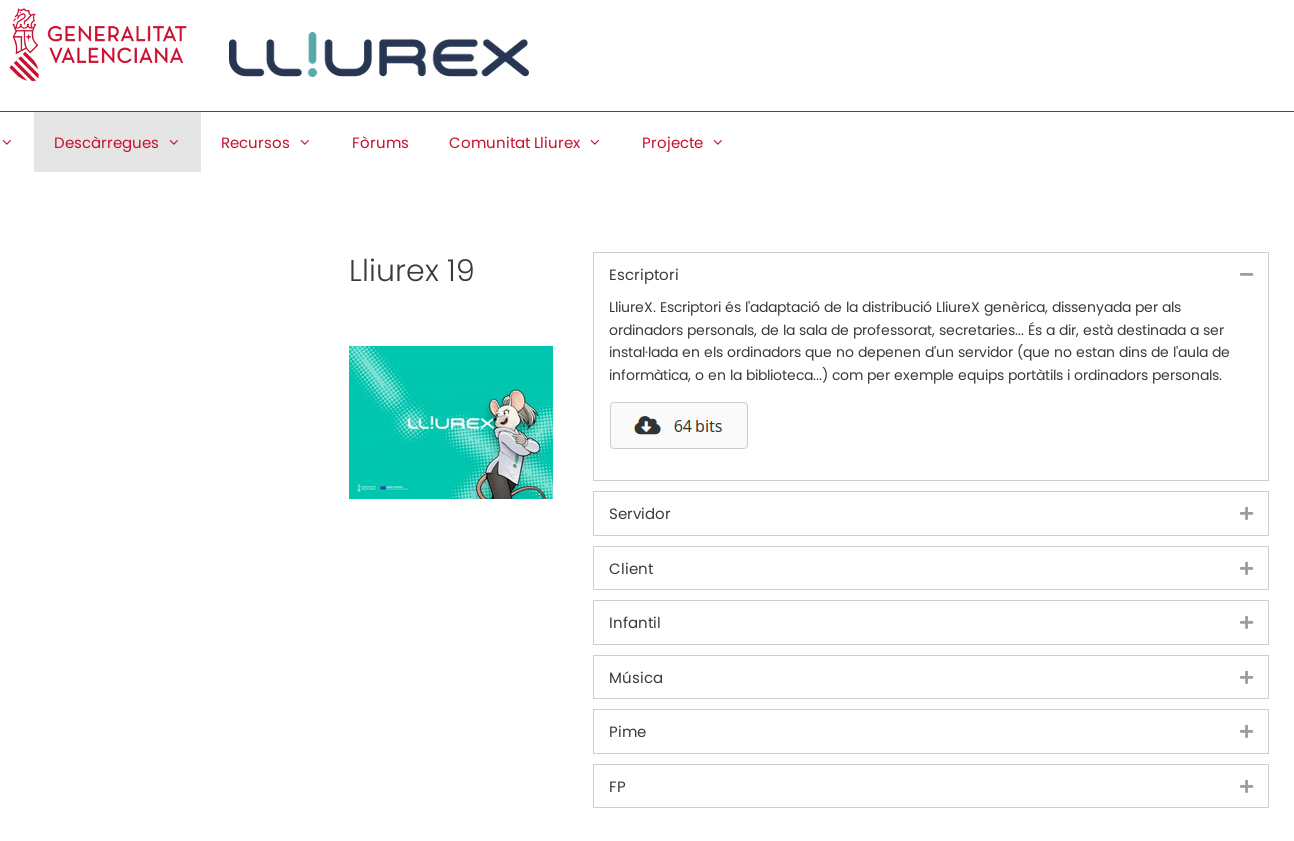 GENERALITAT
VALENCIANA
LL!UREX
Descàrregues
Recursos
Fòrums
Comunitat Lliurex
Projecte
Lliurex 19
LL!UREX
Escriptori
LliureX. Escriptori és l'adaptació de la distribució LliureX genèrica, dissenyada per als
ordinadors personals, de la sala de professorat, secretaries... És a dir, està destinada a ser
instal·lada en els ordinadors que no depenen d'un servidor (que no estan dins de l'aula de
informàtica, o en la biblioteca...) com per exemple equips portàtils i ordinadors personals.
64 bits
Servidor
Client
Infantil
Música
Pime
FP